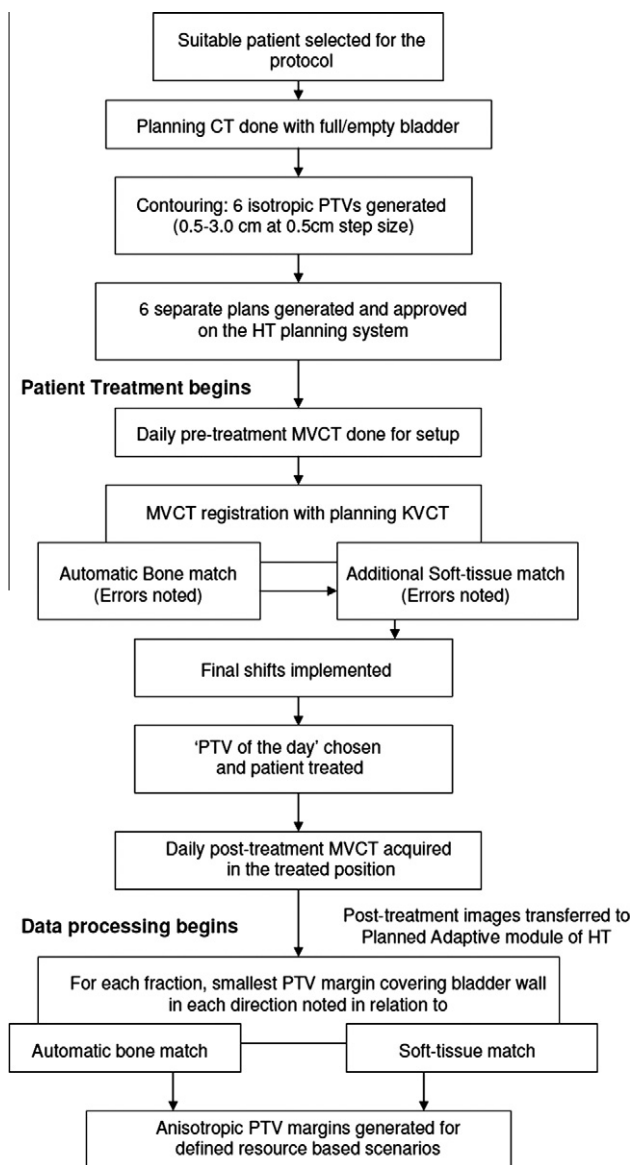 Suitable patient selected for the
protocol
Planning CT done with full/empty bladder
Contouring: 6 isotropic PTVs generated
(0.5-3.0 cm at 0.5cm step size)
6 separate plans generated and approved
on the HT planning system
Patient Treatment begins
Daily pre-treatment MVCT done for setup
MVCT registration with planning KVCT
Automatic Bone match
(Errors noted)
Additional Soft-tissue match
(Errors noted)
Final shifts implemented
‘PTV of the day’ chosen
and patient treated
Daily post-treatment MVCT acquired
in the treated position
Data processing begins
Post-treatment images transferred to
Planned Adaptive module of HT
For each fraction, smallest PTV margin covering bladder wall
in each direction noted in relation to
Automatic bone match
Soft-tissue match
Anisotropic PTV margins generated for
defined resource based scenarios